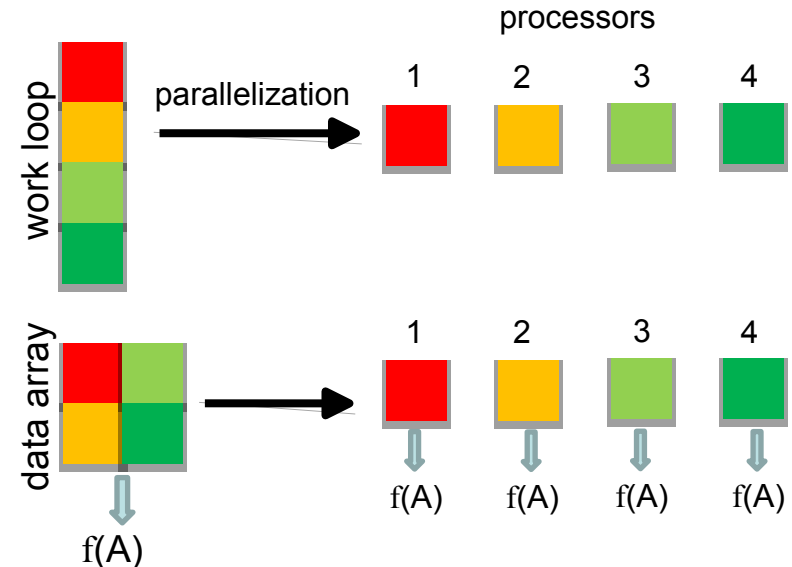 processors
1 2 3 4
parallelization
work loop
1 2 3 4
data array
f(A) f(A) f(A) f(A)
f(A)